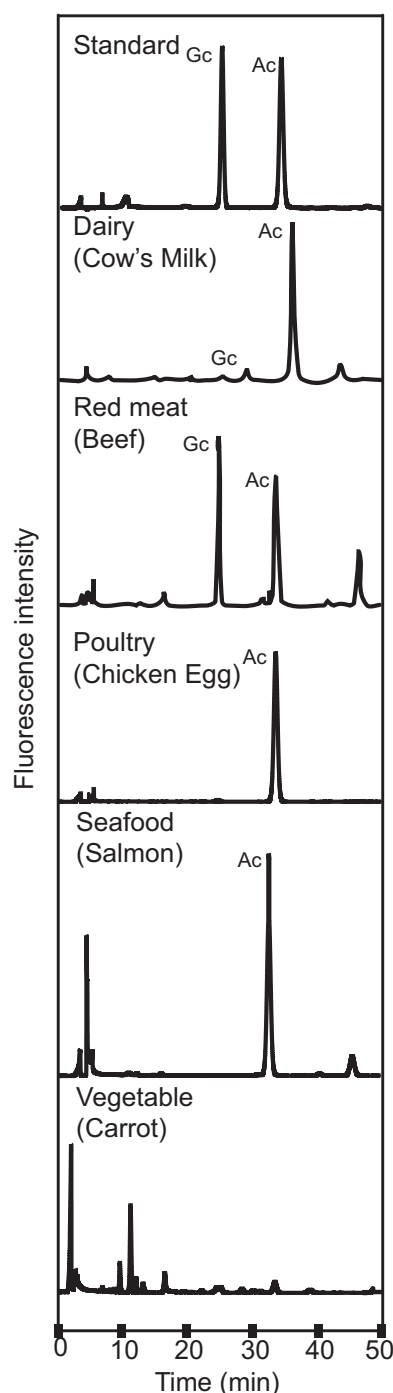 Standard
Gc
Ac
Dairy
(Cow's Milk)
Ac
Gc
Red meat
(Beef)
Gc
Ac
Poultry
(Chicken Egg)
Ac
Seafood
(Salmon)
Ac
Vegetable
(Carrot)
Fluorescence intensity
0 10 20 30 40 50
Time (min)